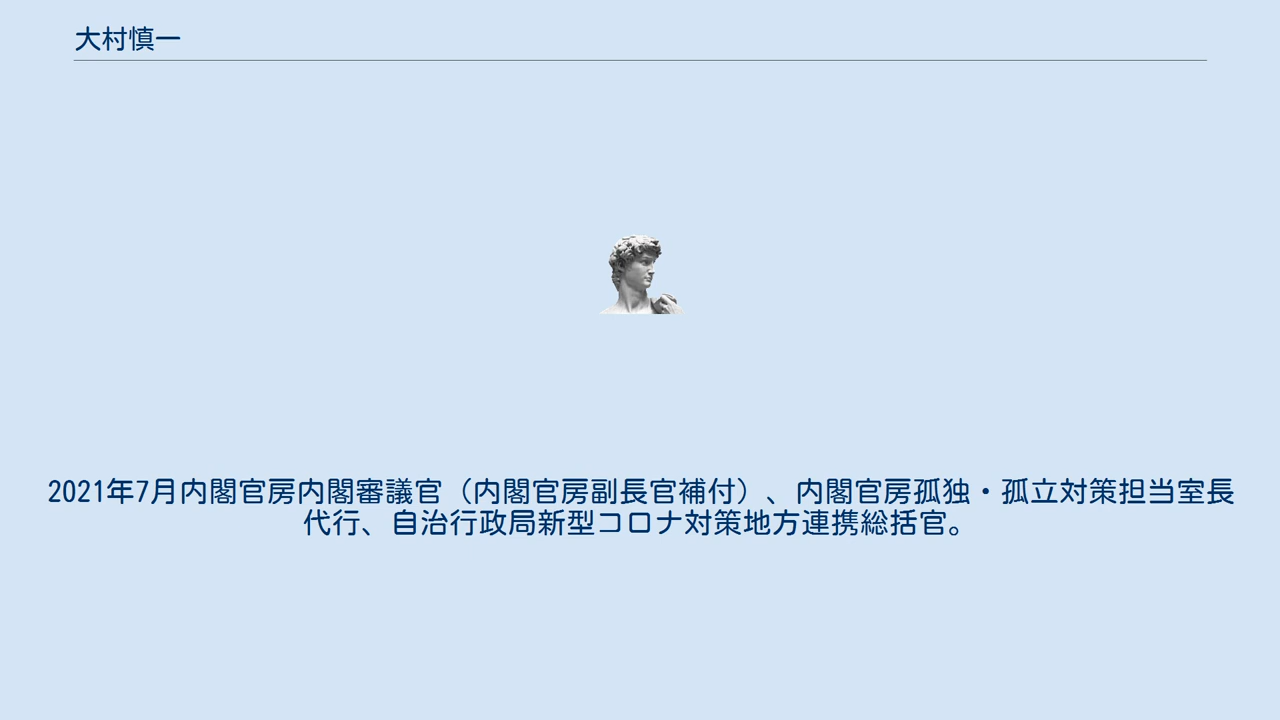 大村慎一
2021年7月内閣官房内閣審議官（内閣官房副長官補付）、内閣官房孤独・孤立対策担当室長
代行、自治行政局新型コロナ対策地方連携総括官。